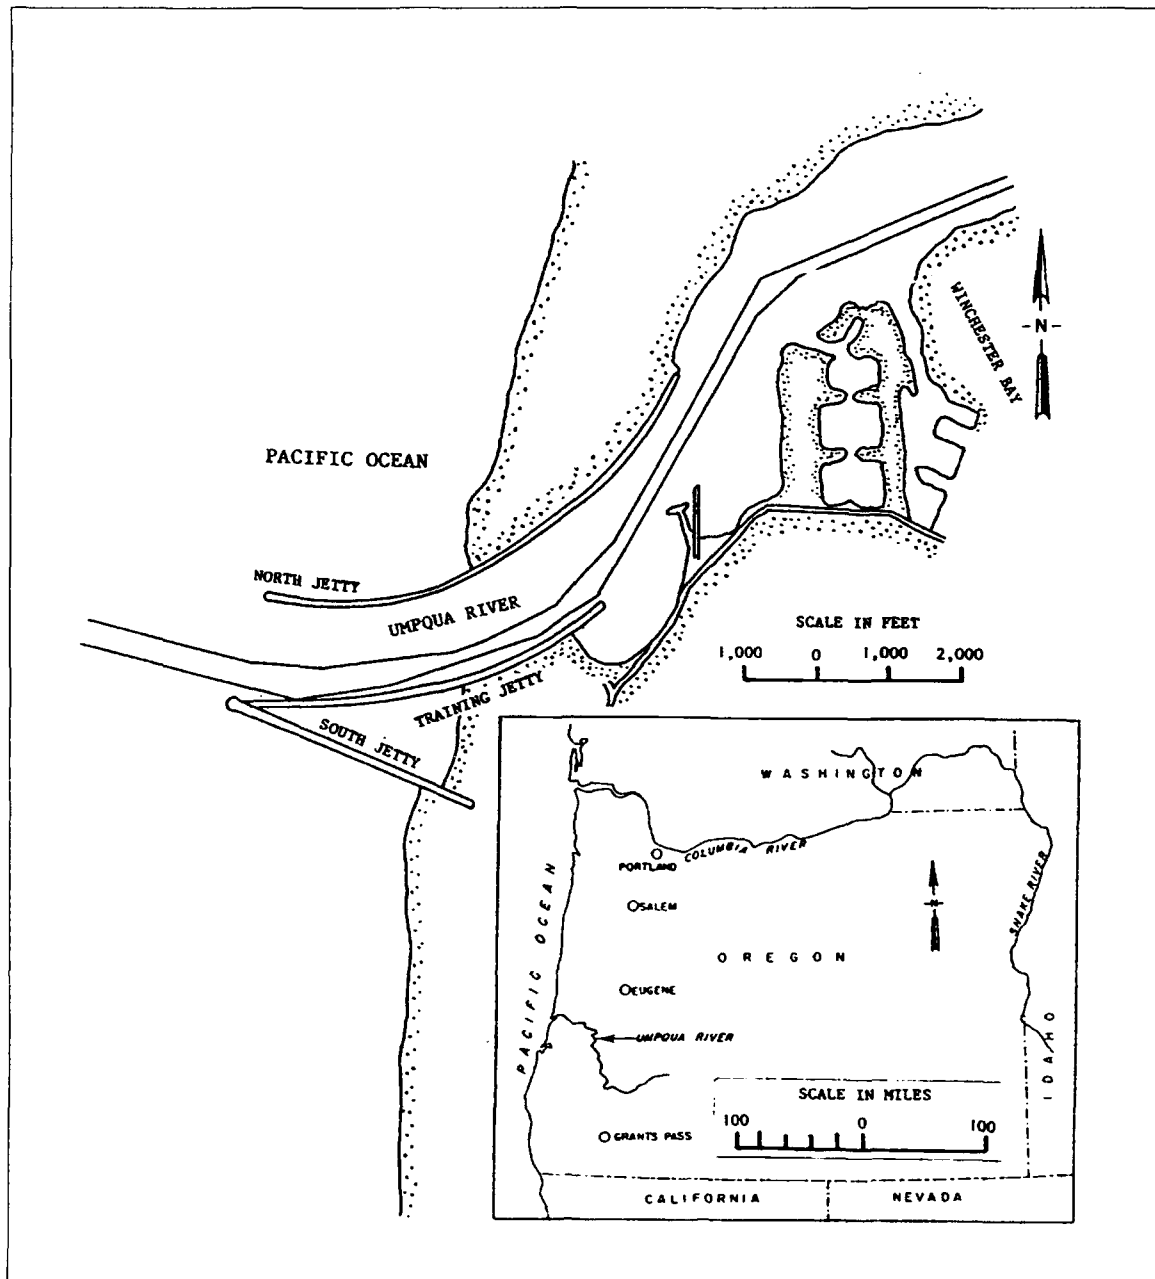 WINCHESTER BAY
-N-
PACIFIC OCEAN
NORTH JETTY
UMPQUA RIVER
SCALE IN FEET
1,000 0 1,000 2,000
TRAINING JETTY
SOUTH JETTY
WASHINGTON
COLUMBIA RIVER
PORTLAND
SNAKE RIVER
PACIFIC OCEAN
SALEM
-N-
OREGON
EUGENE
UMPQUA RIVER
IDAHO
SCALE IN MILES
100 0 100
GRANTS PASS
CALIFORNIA
NEVADA